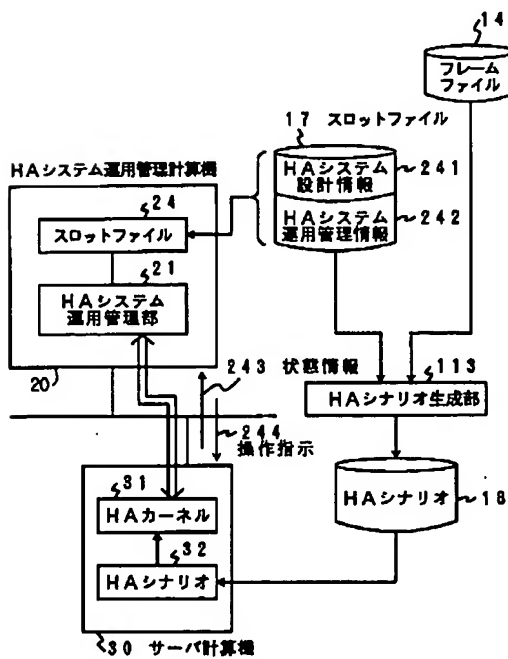 14
フレーム
ファイル
17 スロットファイル
HAシステム
設計情報
241
HAシステム
運用管理情報
242
HAシステム運用管理計算機
24
スロットファイル
21
HAシステム
運用管理部
20
243 状態情報
244
操作指示
113
HAシナリオ生成部
HAシナリオ
18
31
HAカーネル
32
HAシナリオ
30 サーバ計算機